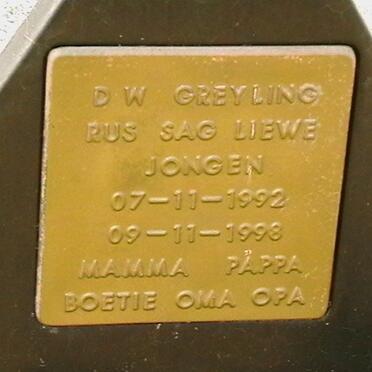 D W GREYLING
RUS SAG LIEWE
JONGEN
07-11-1992
09-11-1998
MAMMA PAPPA
BOETIE OMA OPA